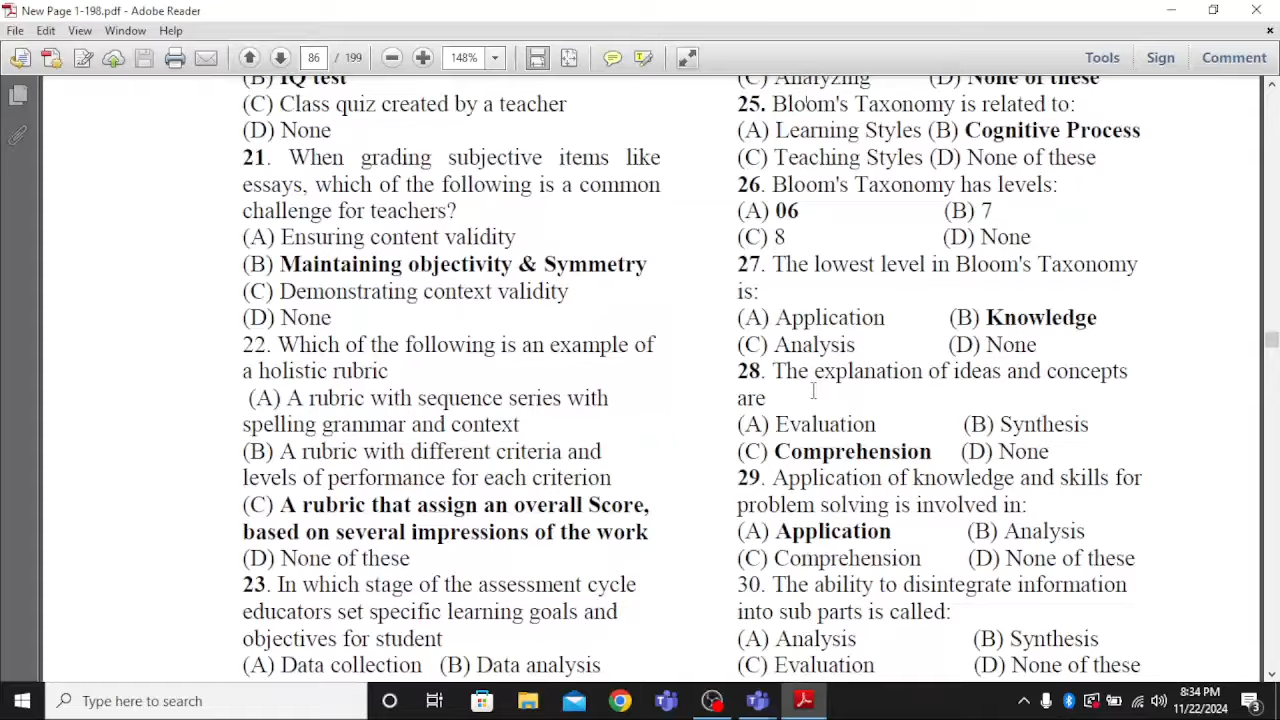 New Page 1-198.pdf - Adobe Reader
File Edit View Window Help
86 / 199 148% Tools Sign Comment
(B) IQ test
(C) Class quiz created by a teacher
(D) None
21. When grading subjective items like
essays, which of the following is a common
challenge for teachers?
(A) Ensuring content validity
(B) Maintaining objectivity & Symmetry
(C) Demonstrating context validity
(D) None
22. Which of the following is an example of
a holistic rubric
(A) A rubric with sequence series with
spelling grammar and context
(B) A rubric with different criteria and
levels of performance for each criterion
(C) A rubric that assign an overall Score,
based on several impressions of the work
(D) None of these
23. In which stage of the assessment cycle
educators set specific learning goals and
objectives for student
(A) Data collection (B) Data analysis
(C) Analyzing (D) None of these
25. Bloom's Taxonomy is related to:
(A) Learning Styles (B) Cognitive Process
(C) Teaching Styles (D) None of these
26. Bloom's Taxonomy has levels:
(A) 06 (B) 7
(C) 8 (D) None
27. The lowest level in Bloom's Taxonomy
is:
(A) Application (B) Knowledge
(C) Analysis (D) None
28. The explanation of ideas and concepts
are
(A) Evaluation (B) Synthesis
(C) Comprehension (D) None
29. Application of knowledge and skills for
problem solving is involved in:
(A) Application (B) Analysis
(C) Comprehension (D) None of these
30. The ability to disintegrate information
into sub parts is called:
(A) Analysis (B) Synthesis
(C) Evaluation (D) None of these
Type here to search
8:34 PM
11/22/2024
3